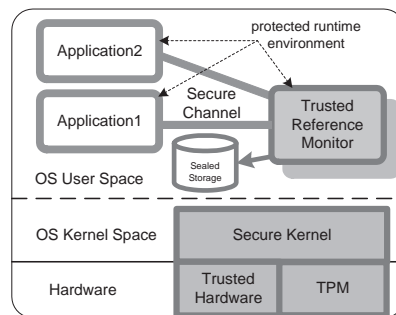 protected runtime
environment
Application2
Application1
Secure
Channel
Trusted
Reference
Monitor
Sealed
Storage
OS User Space
OS Kernel Space
Secure Kernel
Hardware
Trusted
Hardware
TPM